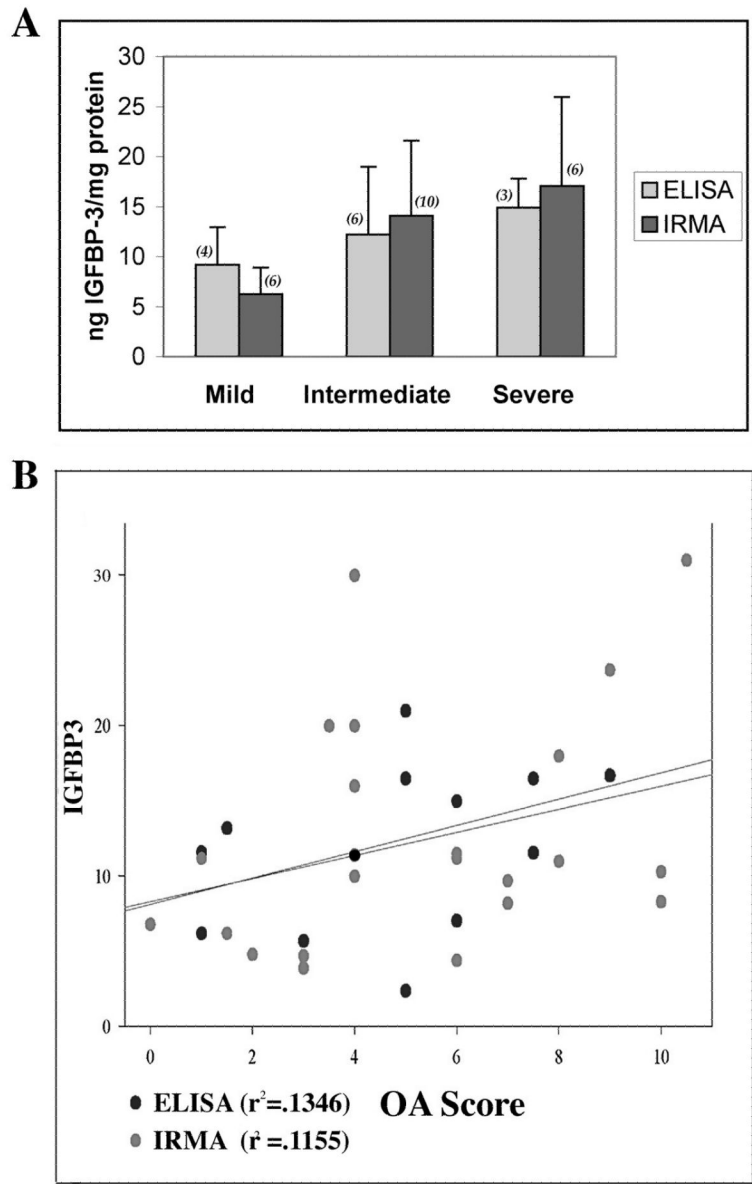 A
30
25
20
15
10
5
0
ng IGFBP-3/mg protein
(4)
(6)
(6)
(10)
(3)
(6)
Mild Intermediate Severe
ELISA
IRMA
B
30
20
10
0
IGFBP3
0 2 4 6 8 10
OA Score
ELISA (r²=.1346)
IRMA (r²=.1155)